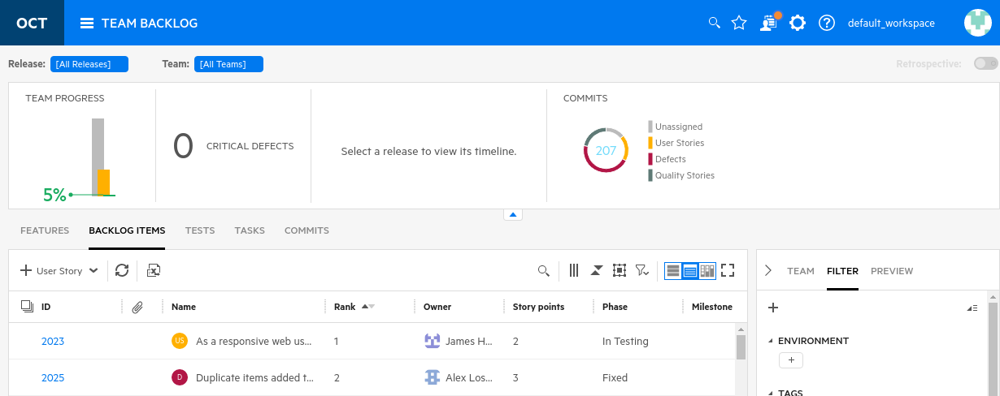 OCT
TEAM BACKLOG
default_workspace
Release: [All Releases] Team: [All Teams] Retrospective:
TEAM PROGRESS
5%
0 CRITICAL DEFECTS
Select a release to view its timeline.
COMMITS
207
Unassigned
User Stories
Defects
Quality Stories
FEATURES BACKLOG ITEMS TESTS TASKS COMMITS
User Story
ID Name Rank Owner Story points Phase Milestone
2023 US As a responsive web us... 1 James H... 2 In Testing
2025 D Duplicate items added t... 2 Alex Los... 3 Fixed
TEAM FILTER PREVIEW
ENVIRONMENT
+
TAGS